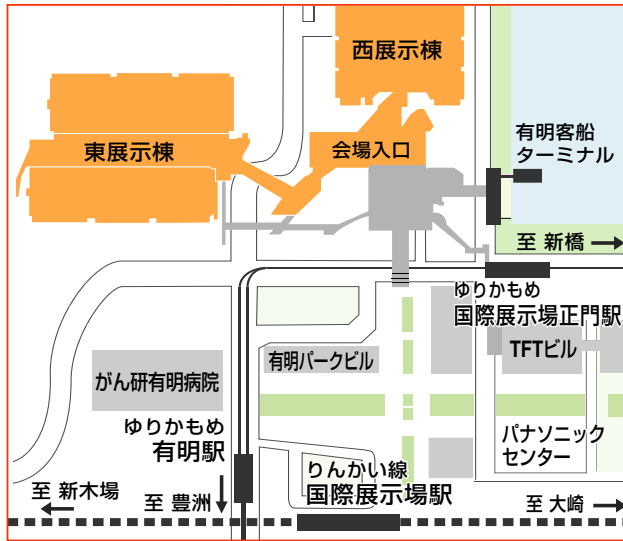 西展示棟
東展示棟
会場入口
有明客船
ターミナル
至 新橋
ゆりかもめ
国際展示場正門駅
有明パークビル
TFTビル
がん研有明病院
ゆりかもめ
有明駅
パナソニック
センター
りんかい線
国際展示場駅
至 新木場
至 豊洲
至 大崎